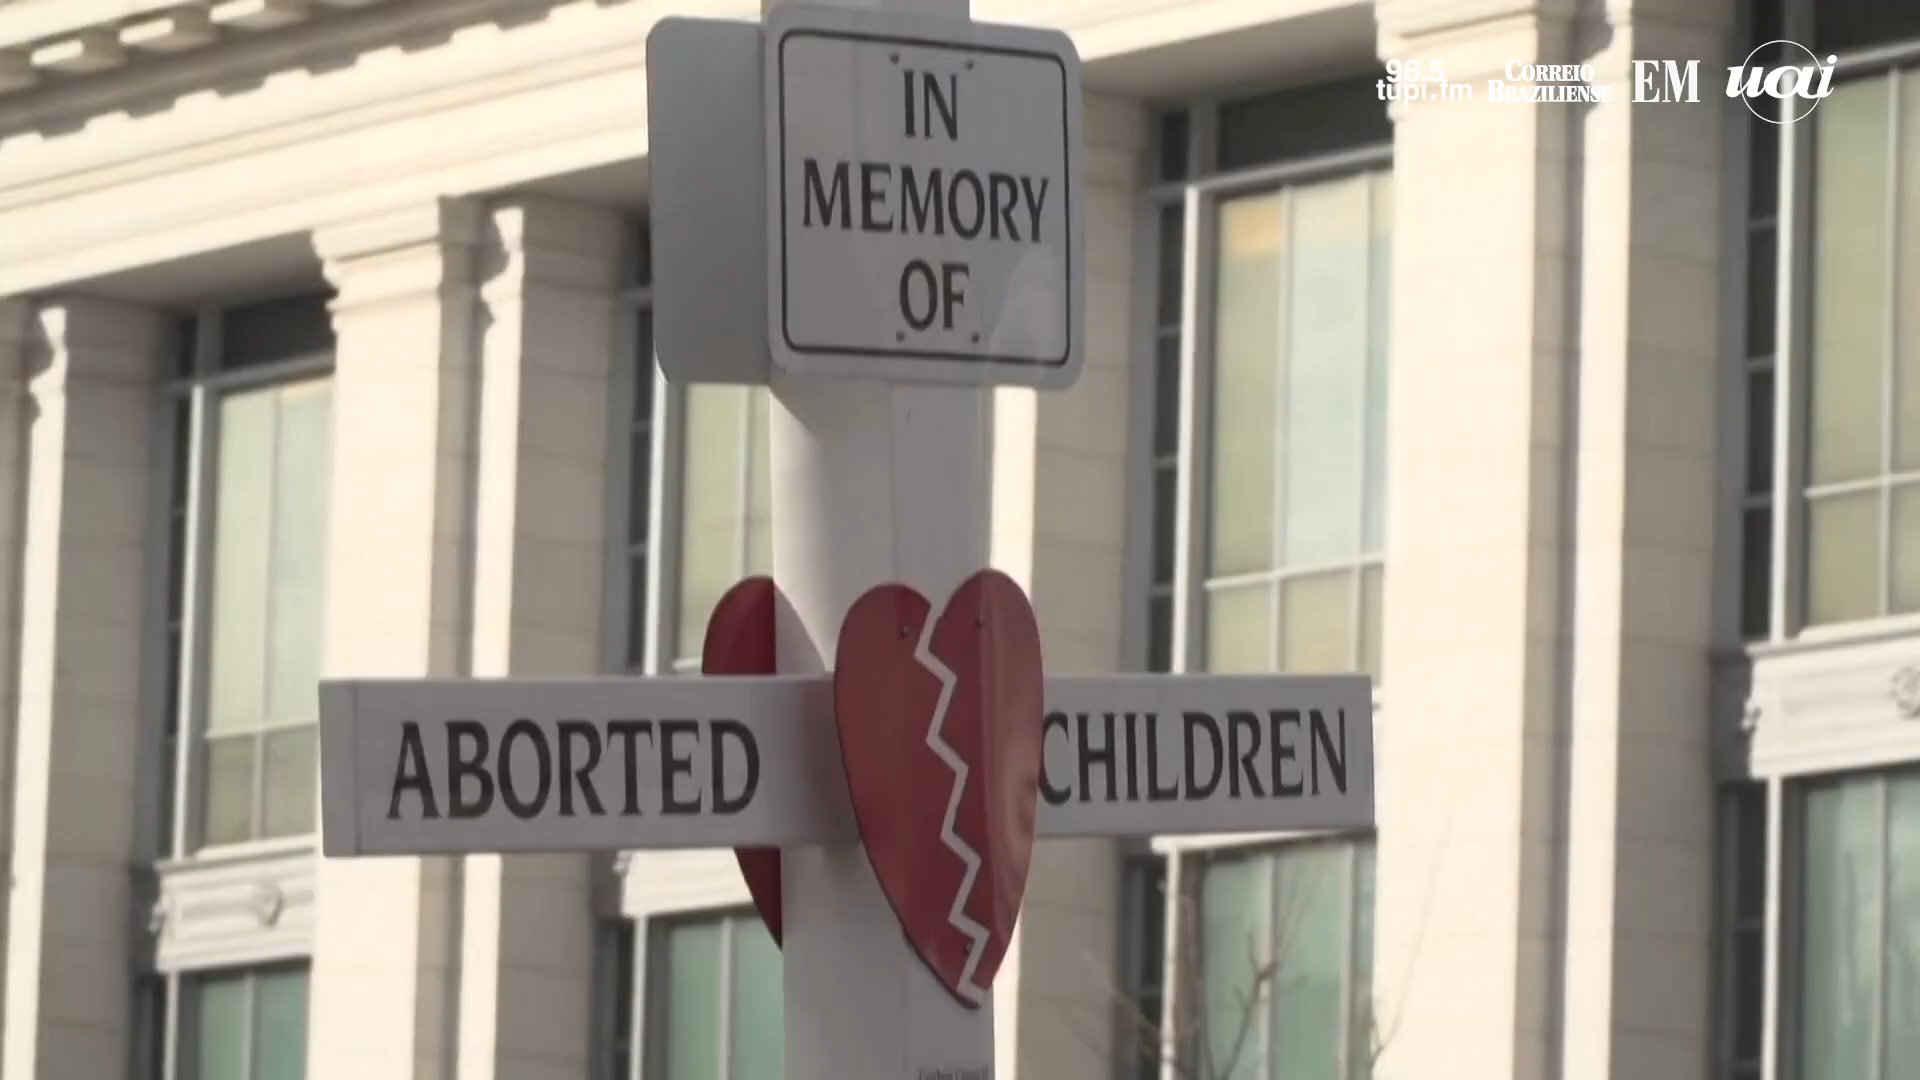 IN
MEMORY
OF
ABORTED CHILDREN
96.5
tupi.fm
CORREIO
BRAZILIENSE
EM
uai